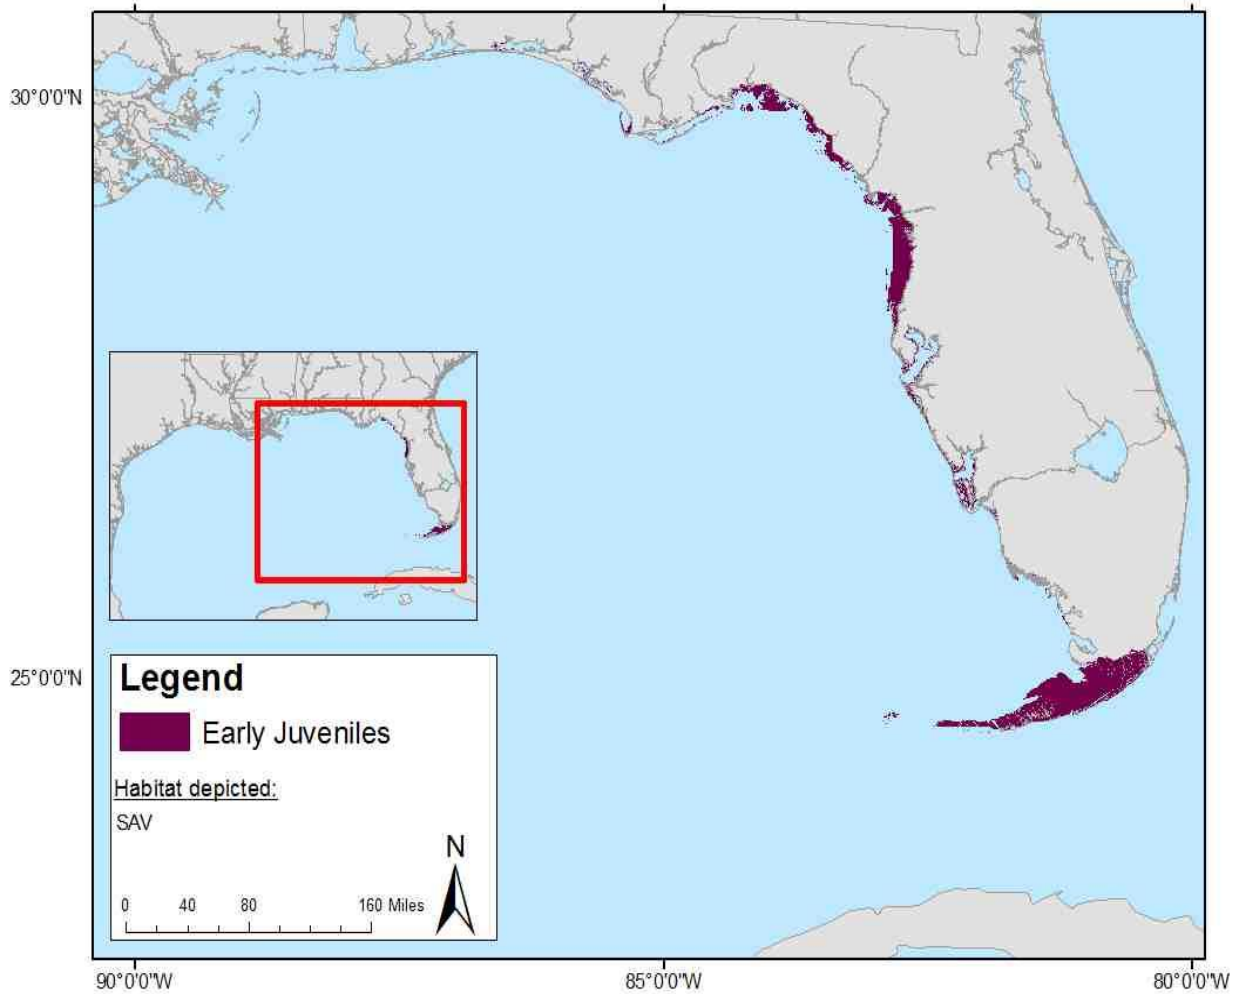 30°0'0"N
25°0'0"N
Legend
Early Juveniles
Habitat depicted:
SAV
N
0 40 80 160 Miles
90°0'0"W 85°0'0"W 80°0'0"W